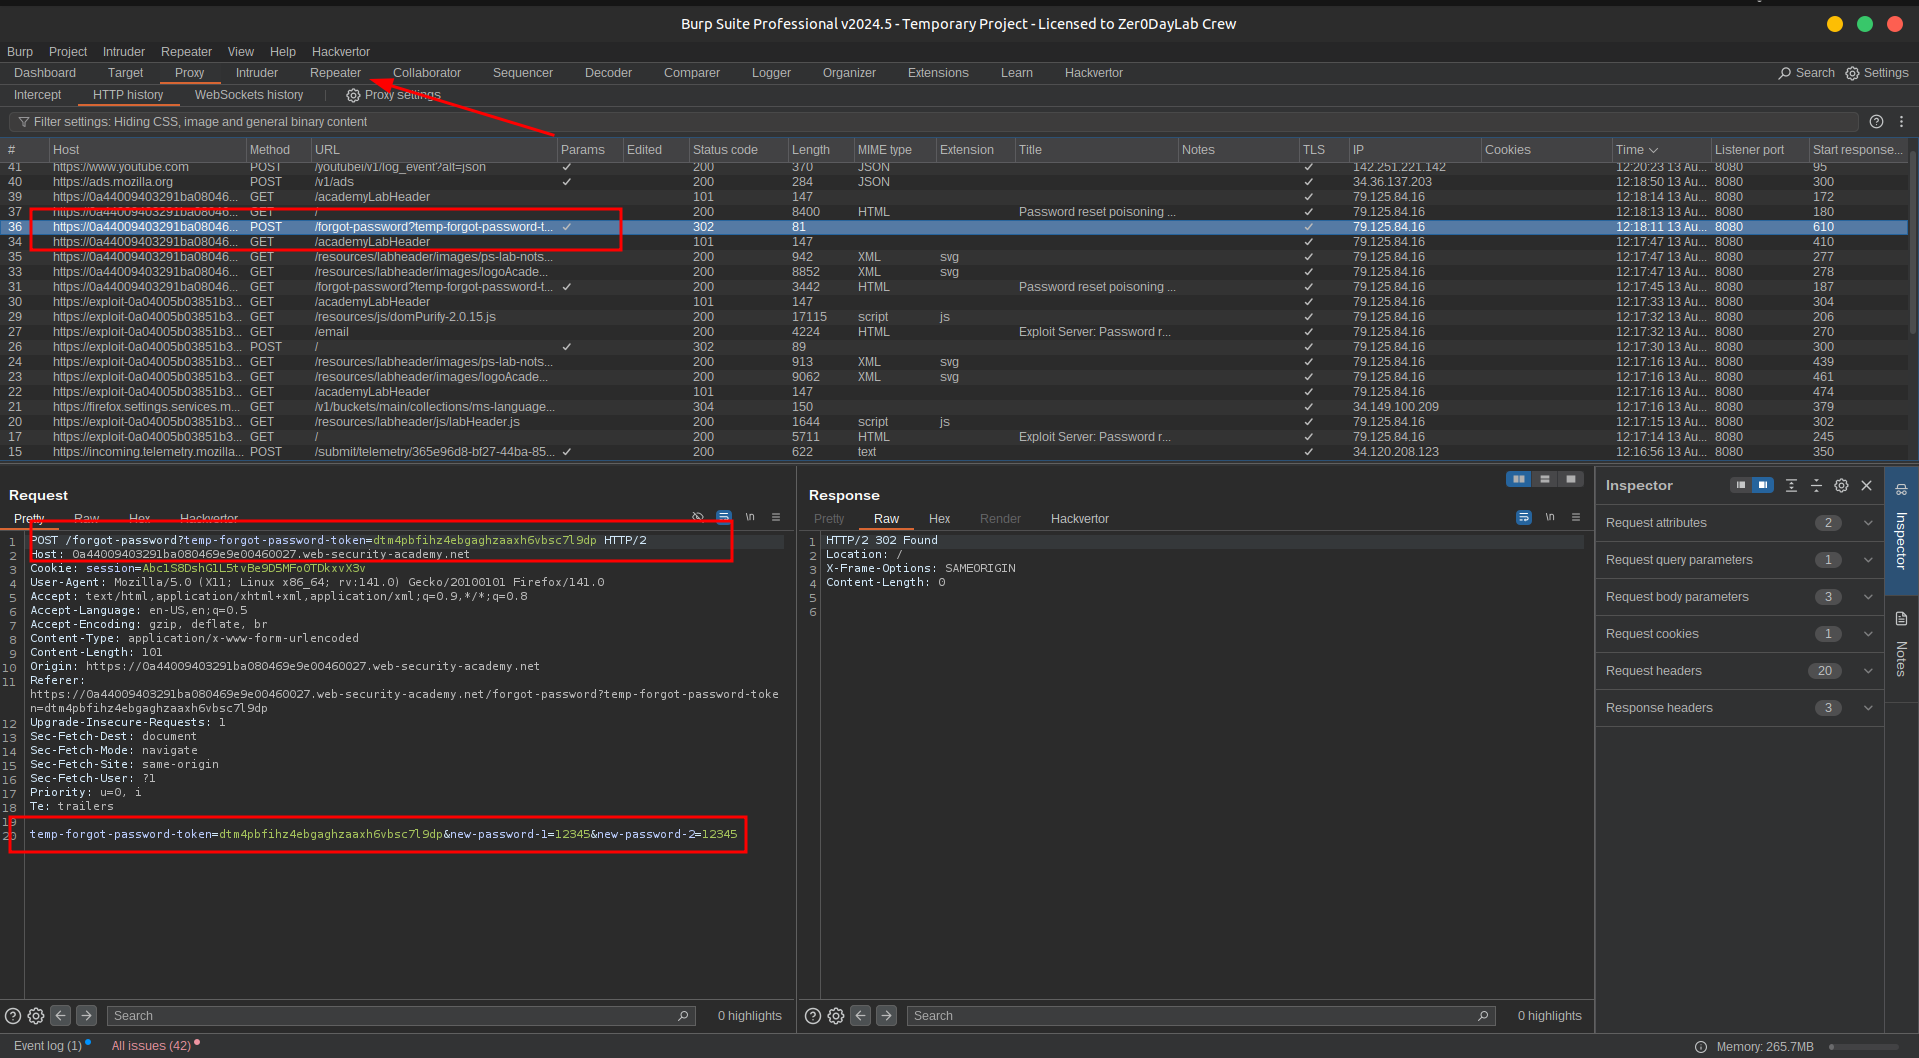 Burp Suite Professional v2024.5 - Temporary Project - Licensed to Zer0DayLab Crew
Burp Project Intruder Repeater View Help Hackvertor
Dashboard Target Proxy Intruder Repeater Collaborator Sequencer Decoder Comparer Logger Organizer Extensions Learn Hackvertor Search Settings
Intercept HTTP history WebSockets history Proxy settings
Filter settings: Hiding CSS, image and general binary content
# Host Method URL Params Edited Status code Length MIME type Extension Title Notes TLS IP Cookies Time Listener port Start response...
41 https://www.youtube.com POST /youtubei/v1/log_event?alt=json ✓ 200 370 JSON ✓ 142.251.221.142 12:20:23 13 Au... 8080 95
40 https://ads.mozilla.org POST /v1/ads ✓ 200 284 JSON ✓ 34.36.137.203 12:18:50 13 Au... 8080 300
39 https://0a44009403291ba08046... GET /academyLabHeader 101 147 ✓ 79.125.84.16 12:18:14 13 Au... 8080 172
37 https://0a44009403291ba08046... GET / 200 8400 HTML Password reset poisoning ... ✓ 79.125.84.16 12:18:13 13 Au... 8080 180
36 https://0a44009403291ba08046... POST /forgot-password?temp-forgot-password-t... ✓ 302 81 ✓ 79.125.84.16 12:18:11 13 Au... 8080 610
34 https://0a44009403291ba08046... GET /academyLabHeader 101 147 ✓ 79.125.84.16 12:17:47 13 Au... 8080 410
35 https://0a44009403291ba08046... GET /resources/labheader/images/ps-lab-nots... 200 942 XML svg ✓ 79.125.84.16 12:17:47 13 Au... 8080 277
33 https://0a44009403291ba08046... GET /resources/labheader/images/logoAcade... 200 8852 XML svg ✓ 79.125.84.16 12:17:47 13 Au... 8080 278
31 https://0a44009403291ba08046... GET /forgot-password?temp-forgot-password-t... ✓ 200 3442 HTML Password reset poisoning ... ✓ 79.125.84.16 12:17:45 13 Au... 8080 187
30 https://exploit-0a04005b03851b3... GET /academyLabHeader 101 147 ✓ 79.125.84.16 12:17:33 13 Au... 8080 304
29 https://exploit-0a04005b03851b3... GET /resources/js/domPurify-2.0.15.js 200 17115 script js ✓ 79.125.84.16 12:17:32 13 Au... 8080 206
27 https://exploit-0a04005b03851b3... GET /email 200 4224 HTML Exploit Server: Password r... ✓ 79.125.84.16 12:17:32 13 Au... 8080 270
26 https://exploit-0a04005b03851b3... POST / ✓ 302 89 ✓ 79.125.84.16 12:17:30 13 Au... 8080 300
24 https://exploit-0a04005b03851b3... GET /resources/labheader/images/ps-lab-nots... 200 913 XML svg ✓ 79.125.84.16 12:17:16 13 Au... 8080 439
23 https://exploit-0a04005b03851b3... GET /resources/labheader/images/logoAcade... 200 9062 XML svg ✓ 79.125.84.16 12:17:16 13 Au... 8080 461
22 https://exploit-0a04005b03851b3... GET /academyLabHeader 101 147 ✓ 79.125.84.16 12:17:16 13 Au... 8080 474
21 https://firefox.settings.services.m... GET /v1/buckets/main/collections/ms-language... 304 150 ✓ 34.149.100.209 12:17:16 13 Au... 8080 379
20 https://exploit-0a04005b03851b3... GET /resources/labheader/js/labHeader.js 200 1644 script js ✓ 79.125.84.16 12:17:15 13 Au... 8080 302
17 https://exploit-0a04005b03851b3... GET / 200 5711 HTML Exploit Server: Password r... ✓ 79.125.84.16 12:17:14 13 Au... 8080 245
15 https://incoming.telemetry.mozilla... POST /submit/telemetry/365e96d8-bf27-44ba-85... ✓ 200 622 text ✓ 34.120.208.123 12:16:56 13 Au... 8080 350
Request
Pretty Raw Hex Hackvertor \n
1 POST /forgot-password?temp-forgot-password-token=dtm4pbfihz4ebgaghzaaxh6vbsc7l9dp HTTP/2
2 Host: 0a44009403291ba080469e9e00460027.web-security-academy.net
3 Cookie: session=Abc1S8DshG1L5tvBe9D5MFoOTDkxvX3v
4 User-Agent: Mozilla/5.0 (X11; Linux x86_64; rv:141.0) Gecko/20100101 Firefox/141.0
5 Accept: text/html,application/xhtml+xml,application/xml;q=0.9,*/*;q=0.8
6 Accept-Language: en-US,en;q=0.5
7 Accept-Encoding: gzip, deflate, br
8 Content-Type: application/x-www-form-urlencoded
9 Content-Length: 101
10 Origin: https://0a44009403291ba080469e9e00460027.web-security-academy.net
11 Referer:
https://0a44009403291ba080469e9e00460027.web-security-academy.net/forgot-password?temp-forgot-password-toke
n=dtm4pbfihz4ebgaghzaaxh6vbsc7l9dp
12 Upgrade-Insecure-Requests: 1
13 Sec-Fetch-Dest: document
14 Sec-Fetch-Mode: navigate
15 Sec-Fetch-Site: same-origin
16 Sec-Fetch-User: ?1
17 Priority: u=0, i
18 Te: trailers
19
20 temp-forgot-password-token=dtm4pbfihz4ebgaghzaaxh6vbsc7l9dp&new-password-1=12345&new-password-2=12345
Search 0 highlights
Response
Pretty Raw Hex Render Hackvertor \n
1 HTTP/2 302 Found
2 Location: /
3 X-Frame-Options: SAMEORIGIN
4 Content-Length: 0
5
6
Search 0 highlights
Inspector
Request attributes 2
Request query parameters 1
Request body parameters 3
Request cookies 1
Request headers 20
Response headers 3
Inspector
Notes
Event log (1) All issues (42) Memory: 265.7MB